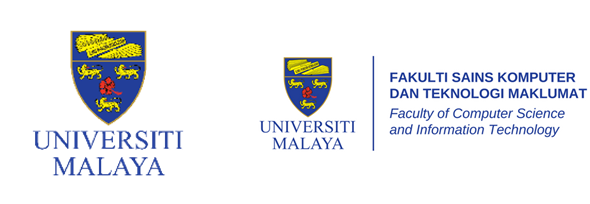 UNIVERSITI
MALAYA
UNIVERSITI
MALAYA
FAKULTI SAINS KOMPUTER
DAN TEKNOLOGI MAKLUMAT
Faculty of Computer Science
and Information Technology